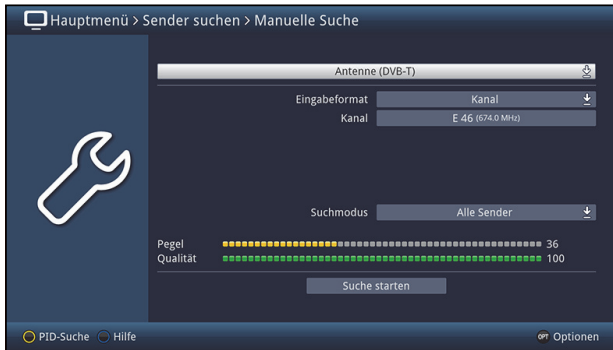 Hauptmenü > Sender suchen > Manuelle Suche
Antenne (DVB-T)
Eingabeformat Kanal
Kanal E 46 (674.0 MHz)
Suchmodus Alle Sender
Pegel 36
Qualität 100
Suche starten
PID-Suche Hilfe OPT Optionen